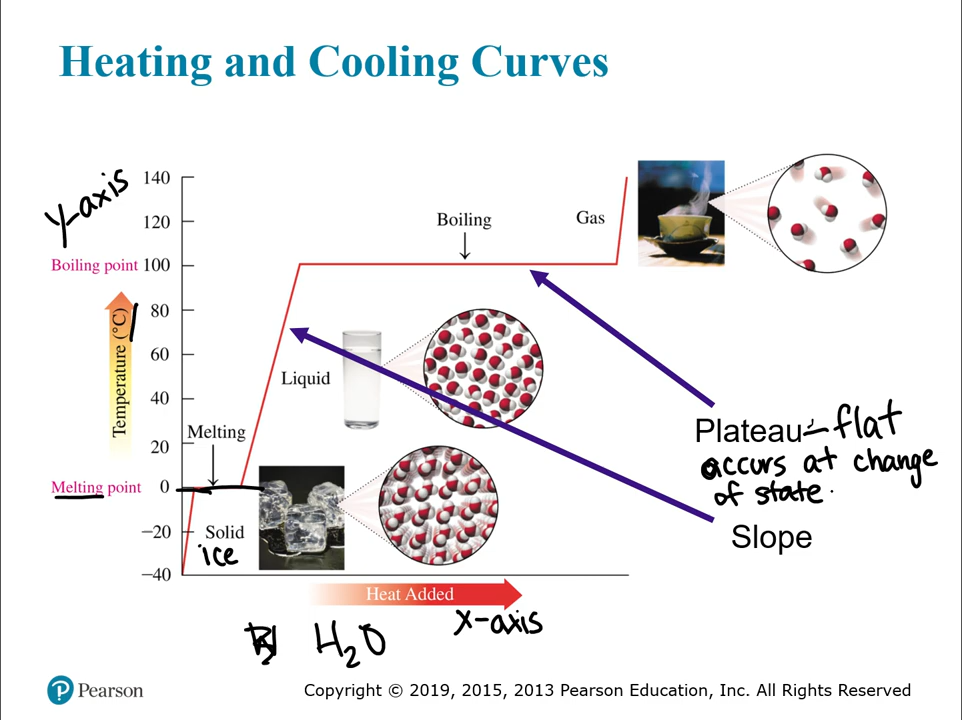 Heating and Cooling Curves
Y-axis
140
120
Boiling point 100
80
60
40
20
Melting point 0
−20
−40
Temperature (°C)
Boiling
Gas
Liquid
Melting
Solid
ice
Plateau - flat
occurs at change
of state.
Slope
Heat Added
x-axis
H₂O
Pearson
Copyright © 2019, 2015, 2013 Pearson Education, Inc. All Rights Reserved